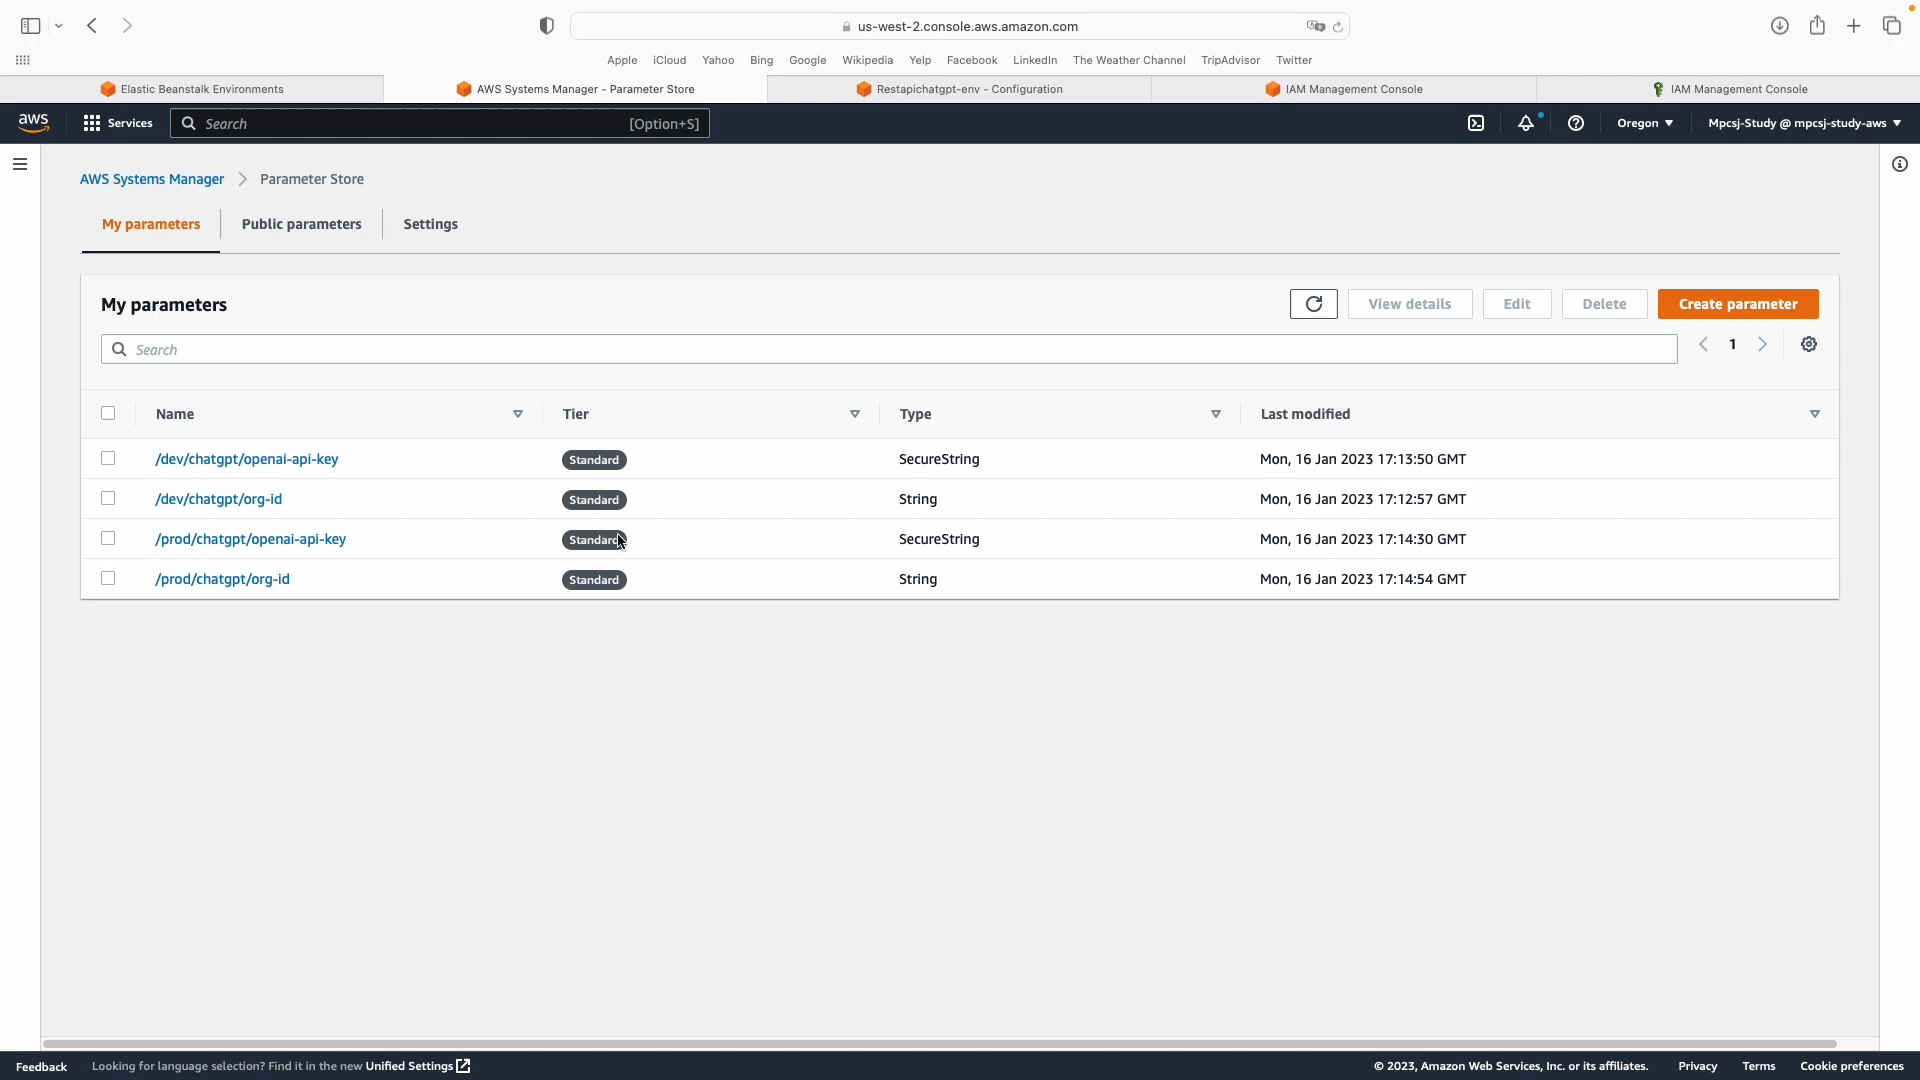 us-west-2.console.aws.amazon.com
Apple iCloud Yahoo Bing Google Wikipedia Yelp Facebook LinkedIn The Weather Channel TripAdvisor Twitter
Elastic Beanstalk Environments AWS Systems Manager - Parameter Store Restapichatgpt-env - Configuration IAM Management Console IAM Management Console
aws Services Search [Option+S] Oregon Mpcsj-Study @ mpcsj-study-aws
AWS Systems Manager Parameter Store
My parameters Public parameters Settings
My parameters View details Edit Delete Create parameter
Search 1
Name Tier Type Last modified
/dev/chatgpt/openai-api-key Standard SecureString Mon, 16 Jan 2023 17:13:50 GMT
/dev/chatgpt/org-id Standard String Mon, 16 Jan 2023 17:12:57 GMT
/prod/chatgpt/openai-api-key Standard SecureString Mon, 16 Jan 2023 17:14:30 GMT
/prod/chatgpt/org-id Standard String Mon, 16 Jan 2023 17:14:54 GMT
Feedback Looking for language selection? Find it in the new Unified Settings © 2023, Amazon Web Services, Inc. or its affiliates. Privacy Terms Cookie preferences